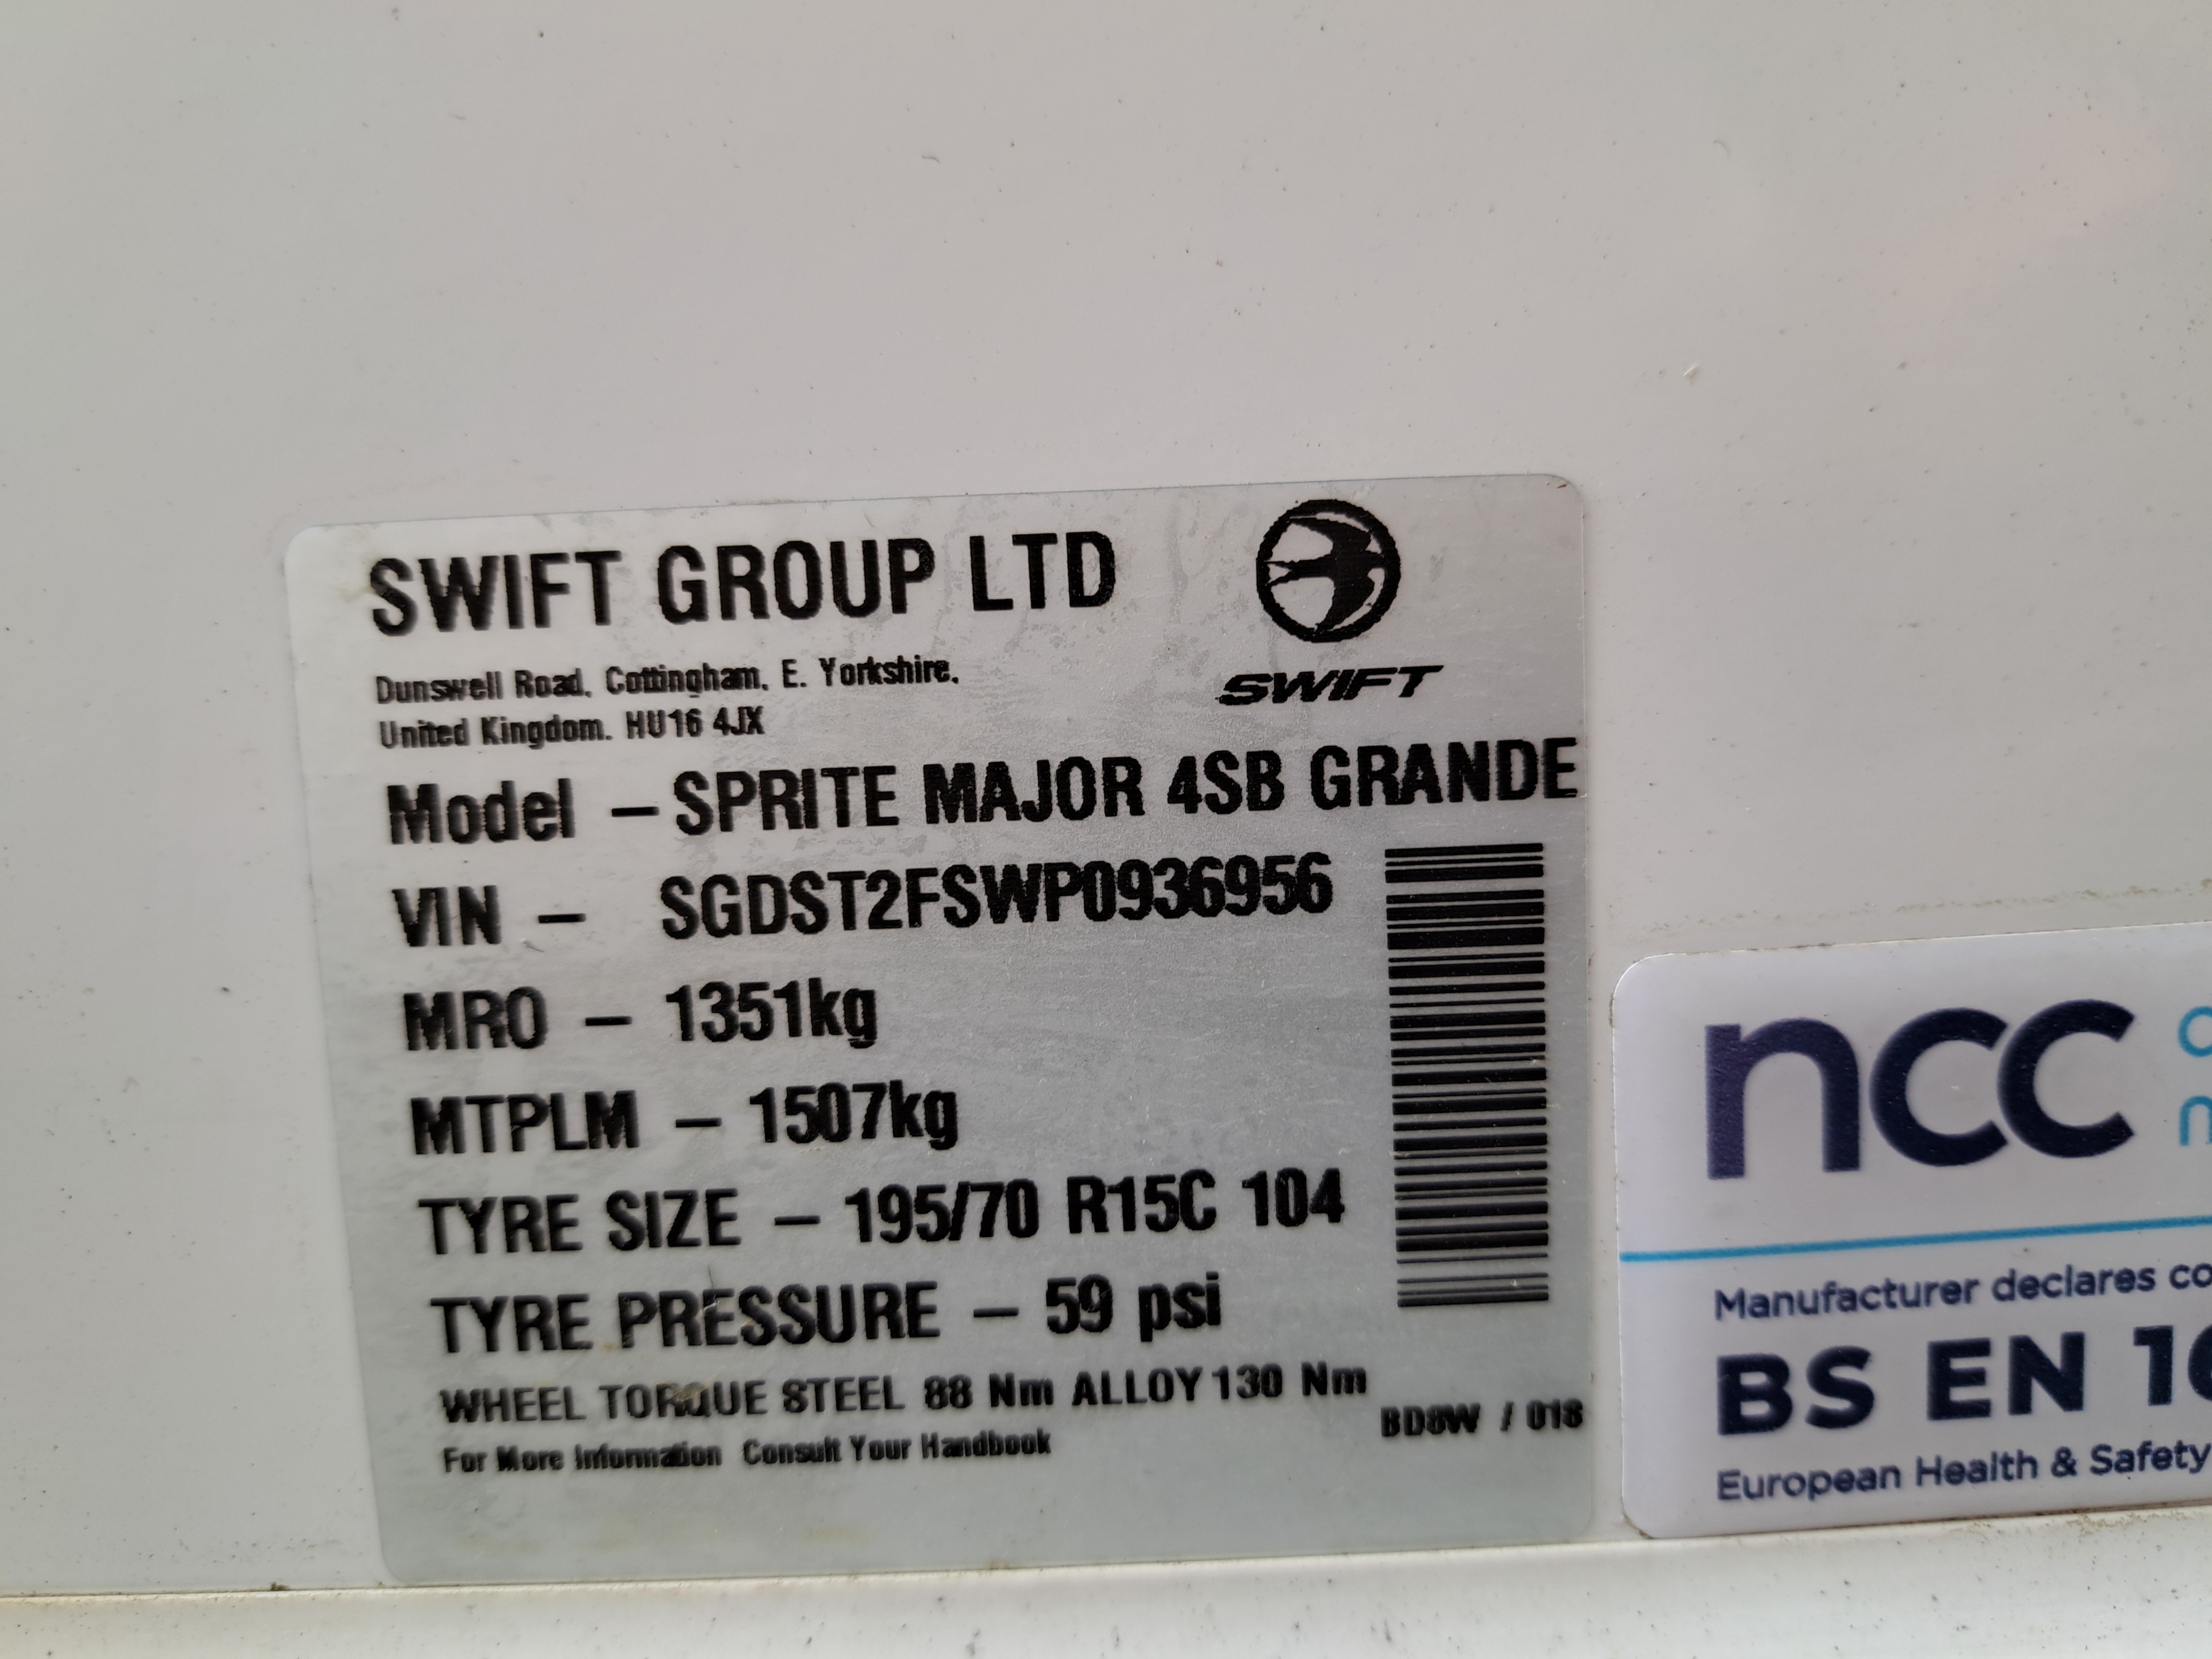 SWIFT GROUP LTD
SWIFT
Dunswell Road, Cottingham, E. Yorkshire,
United Kingdom. HU16 4JX
Model – SPRITE MAJOR 4SB GRANDE
VIN – SGDST2FSWP0936956
MRO – 1351kg
MTPLM – 1507kg
TYRE SIZE – 195/70 R15C 104
TYRE PRESSURE – 59 psi
WHEEL TORQUE STEEL 88 Nm ALLOY 130 Nm
For More Information Consult Your Handbook
ncc
Manufacturer declares
BS EN
European Health & Safety